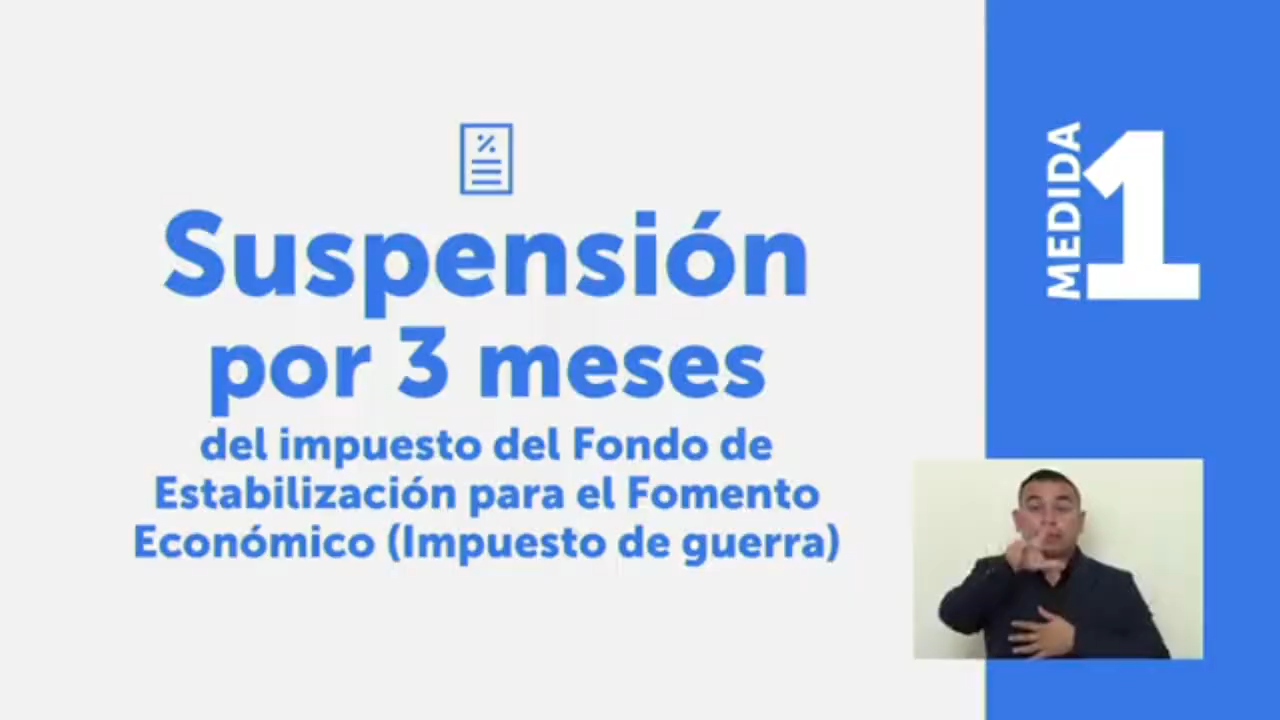 %
Suspensión
por 3 meses
del impuesto del Fondo de
Estabilización para el Fomento
Económico (Impuesto de guerra)
MEDIDA
1